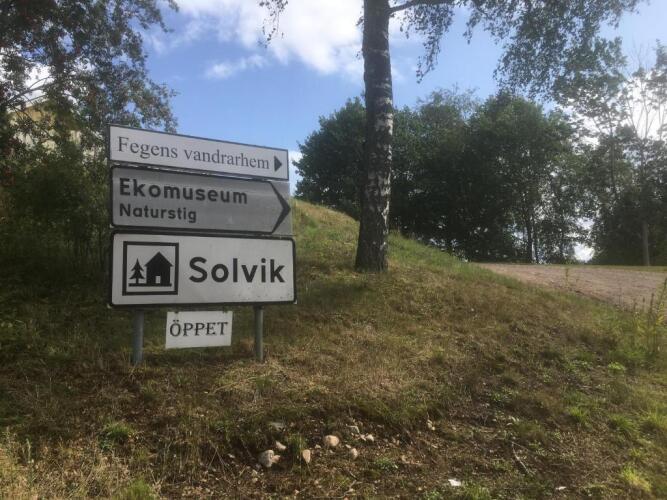 Fegens vandrarhem
Ekomuseum
Naturstig
Solvik
ÖPPET